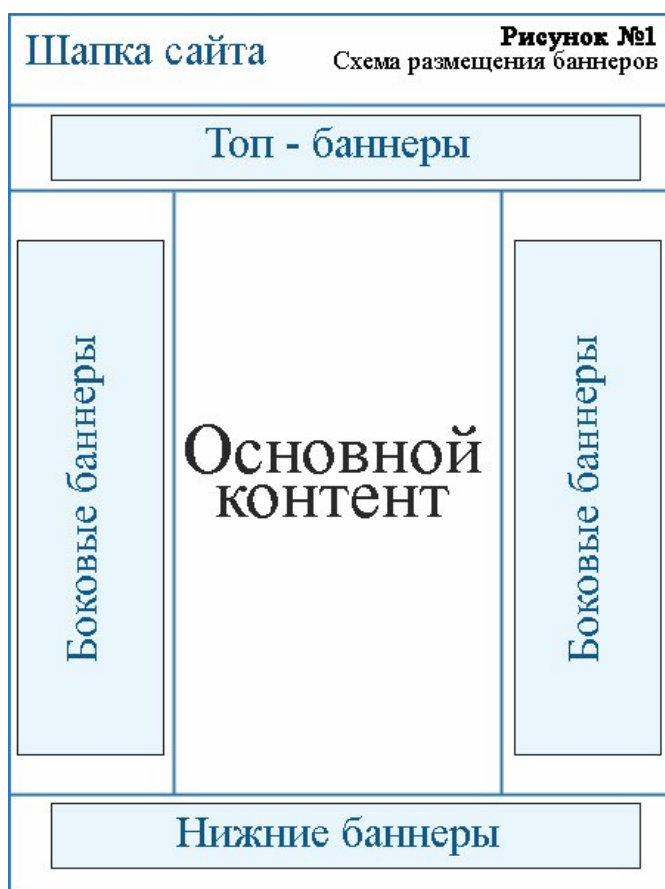 Шапка сайта
Рисунок №1
Схема размещения баннеров
Топ - баннеры
Боковые баннеры
Основной
контент
Боковые баннеры
Нижние баннеры